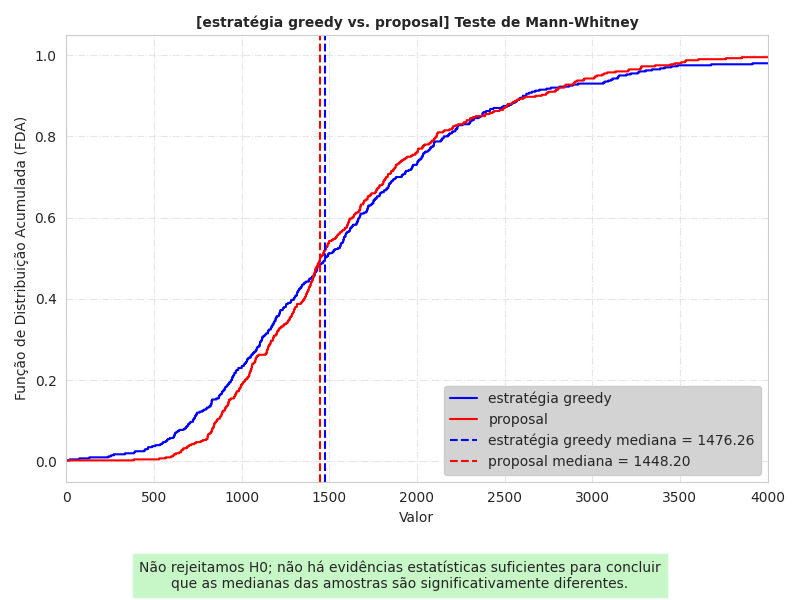 [estratégia greedy vs. proposal] Teste de Mann-Whitney
Função de Distribuição Acumulada (FDA)
1.0
0.8
0.6
0.4
0.2
0.0
estratégia greedy
proposal
estratégia greedy mediana = 1476.26
proposal mediana = 1448.20
0 500 1000 1500 2000 2500 3000 3500 4000
Valor
Não rejeitamos H0; não há evidências estatísticas suficientes para concluir
que as medianas das amostras são significativamente diferentes.